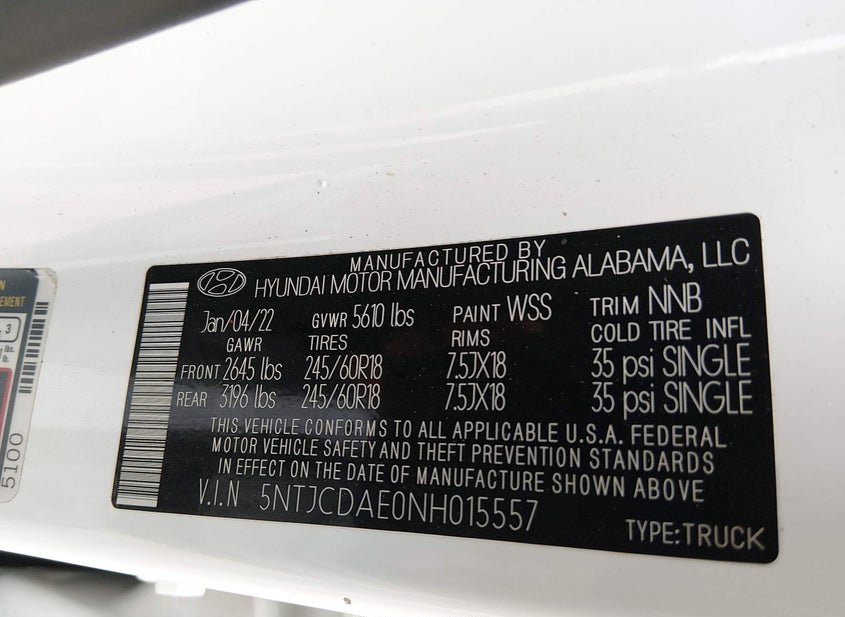 MANUFACTURED BY
HYUNDAI MOTOR MANUFACTURING ALABAMA, LLC
Jan/04/22 GVWR 5610 lbs PAINT WSS TRIM NNB
GAWR TIRES RIMS COLD TIRE INFL
FRONT 2645 lbs 245/60R18 7.5JX18 35 psi SINGLE
REAR 3196 lbs 245/60R18 7.5JX18 35 psi SINGLE
THIS VEHICLE CONFORMS TO ALL APPLICABLE U.S.A. FEDERAL
MOTOR VEHICLE SAFETY AND THEFT PREVENTION STANDARDS
IN EFFECT ON THE DATE OF MANUFACTURE SHOWN ABOVE
V.I.N 5NTJCDAE0NH015557
TYPE:TRUCK
3
lbs.
lb.
5100